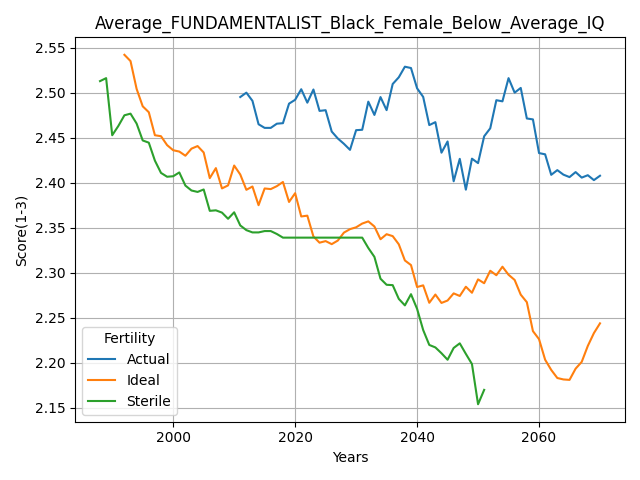 Average_FUNDAMENTALIST_Black_Female_Below_Average_IQ
2.55
2.50
2.45
2.40
2.35
2.30
2.25
2.20
2.15
Score(1-3)
Fertility
Actual
Ideal
Sterile
2000
2020
2040
2060
Years